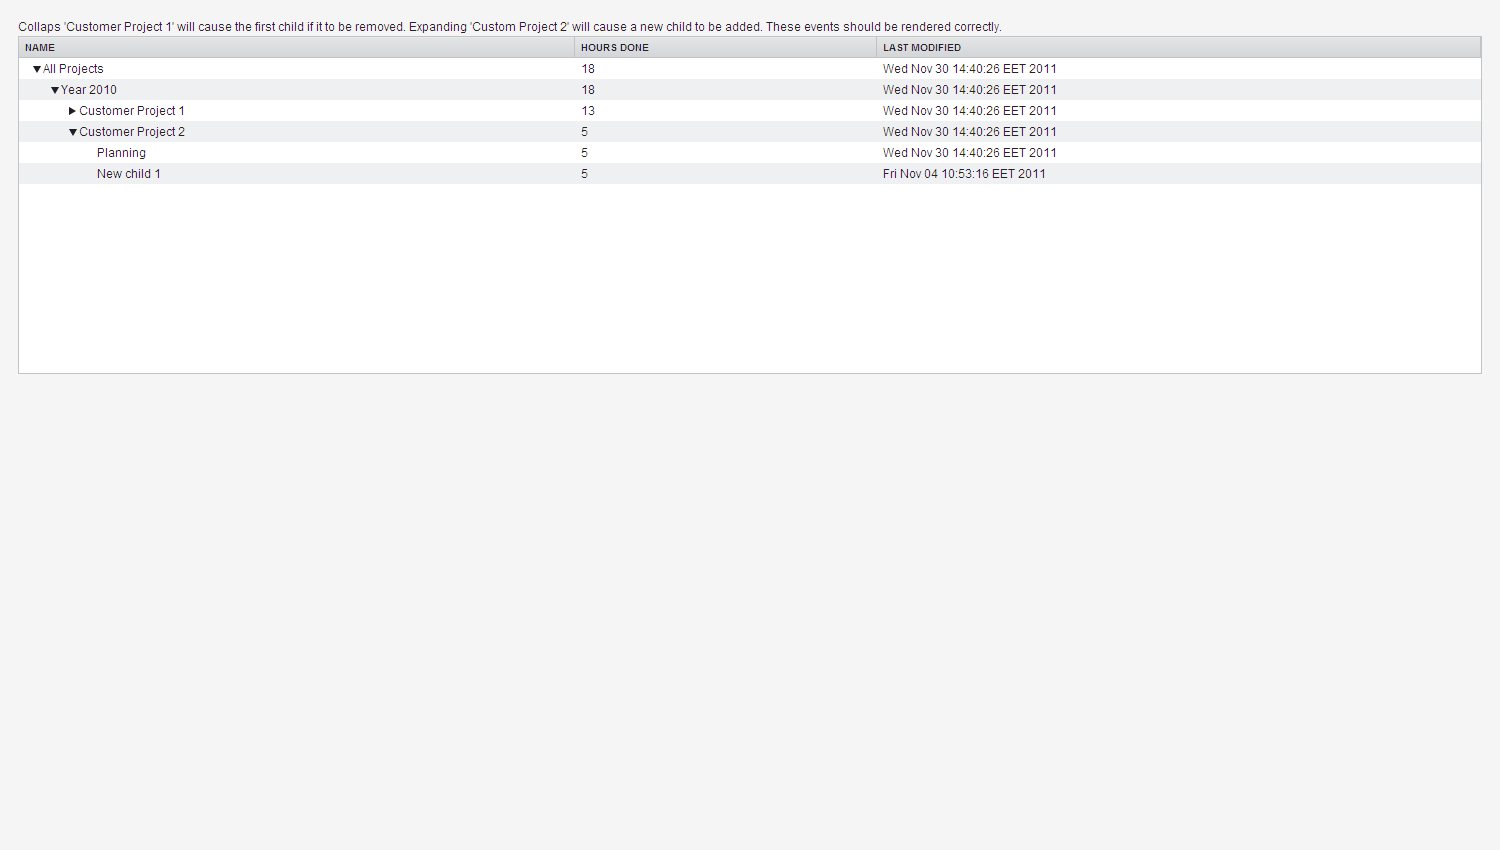 Collaps 'Customer Project 1' will cause the first child if it to be removed. Expanding 'Custom Project 2' will cause a new child to be added. These events should be rendered correctly.
NAME HOURS DONE LAST MODIFIED
All Projects 18 Wed Nov 30 14:40:26 EET 2011
Year 2010 18 Wed Nov 30 14:40:26 EET 2011
Customer Project 1 13 Wed Nov 30 14:40:26 EET 2011
Customer Project 2 5 Wed Nov 30 14:40:26 EET 2011
Planning 5 Wed Nov 30 14:40:26 EET 2011
New child 1 5 Fri Nov 04 10:53:16 EET 2011